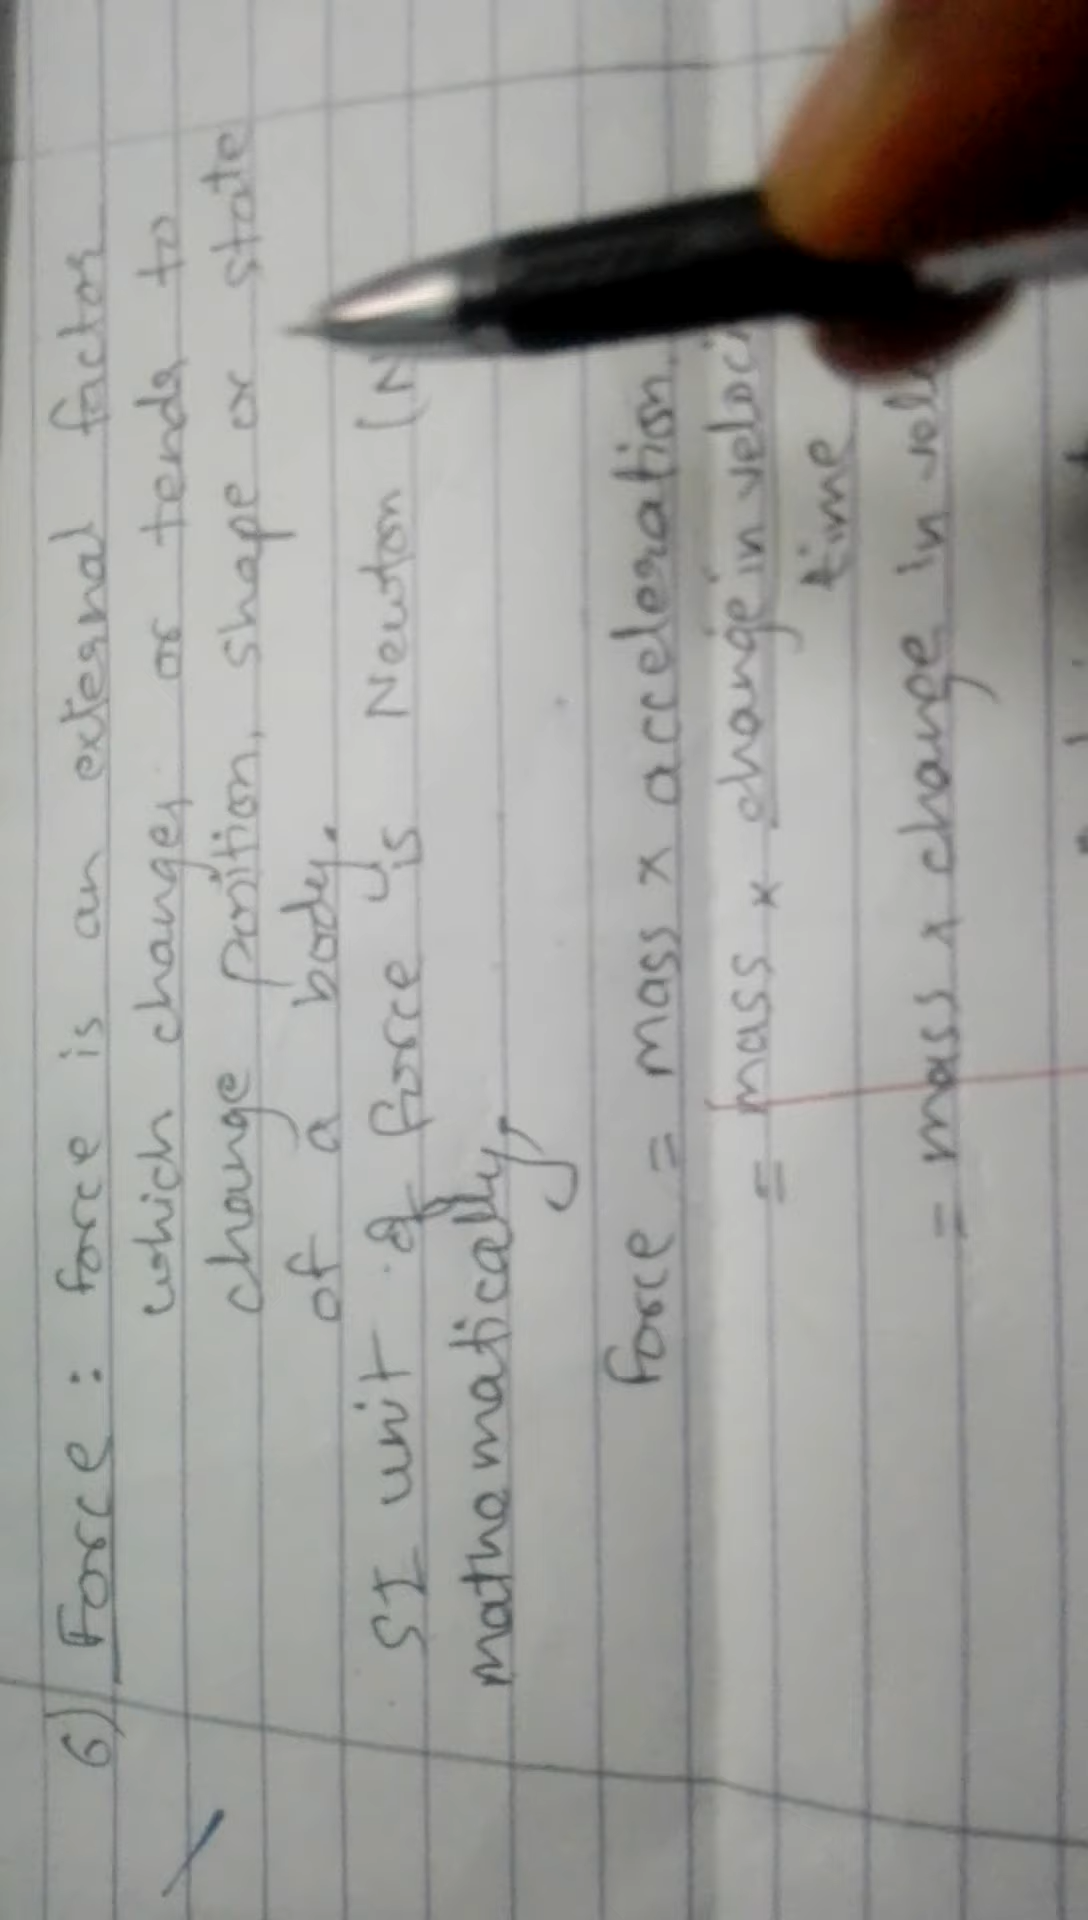 6) Force : force is an external factor
which changes or tends to
change position, shape or state
of a body.
SI unit of force is Newton (N
mathematically,
force = mass x acceleration
= mass x change in veloci
time
= mass x change in vel